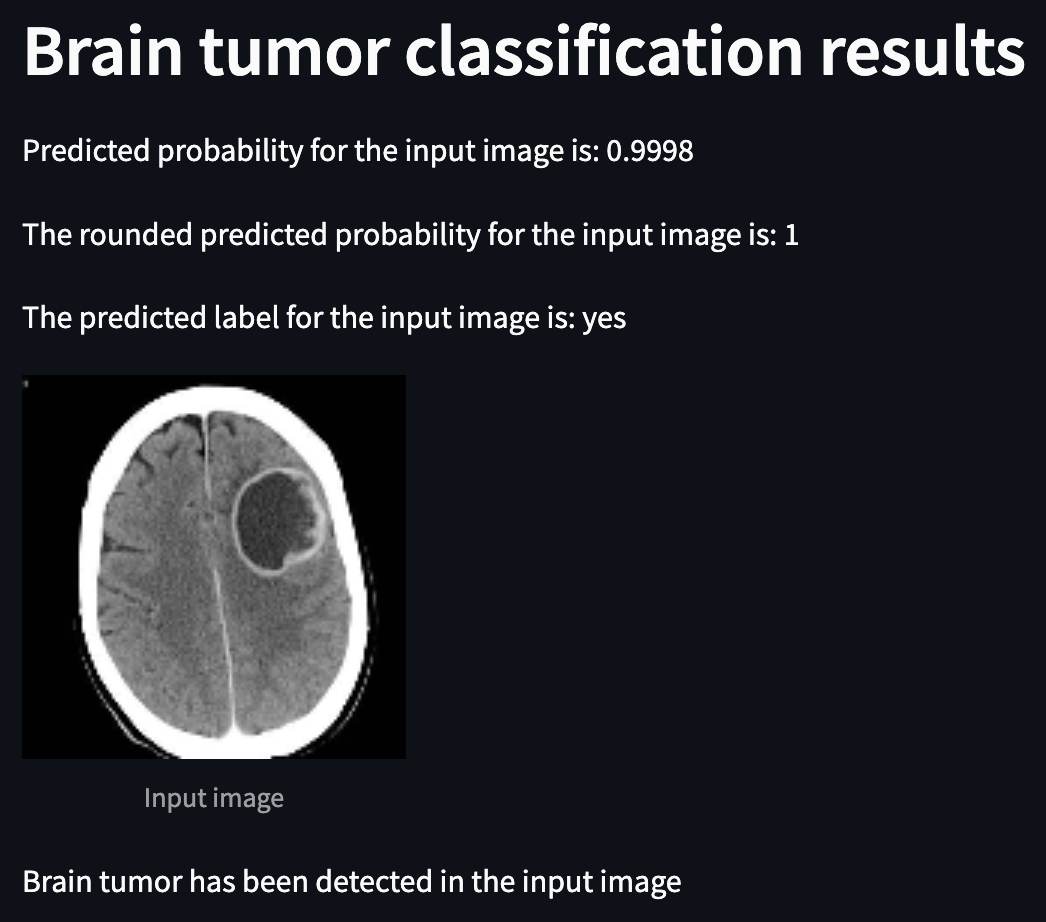 Brain tumor classification results
Predicted probability for the input image is: 0.9998
The rounded predicted probability for the input image is: 1
The predicted label for the input image is: yes
Input image
Brain tumor has been detected in the input image